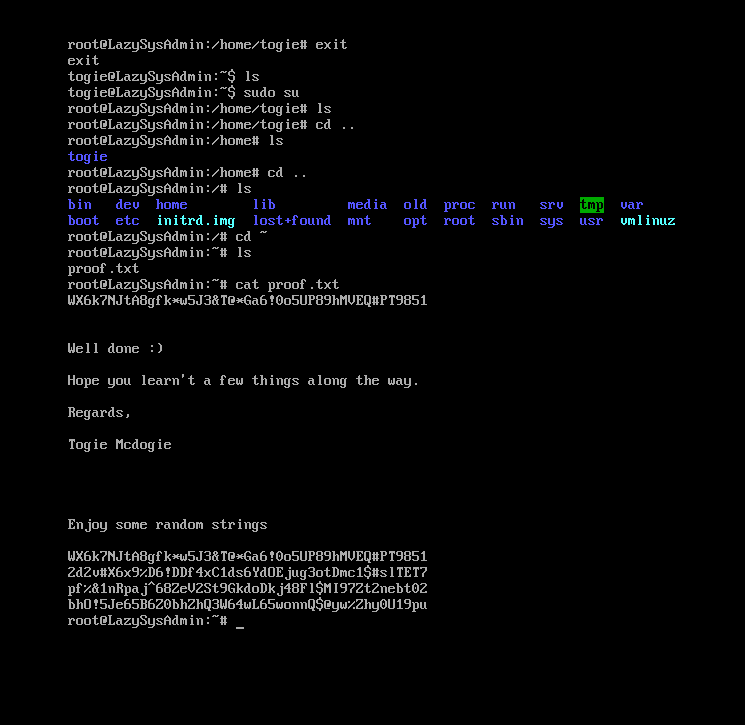 root@LazySysAdmin:/home/togie# exit
exit
togie@LazySysAdmin:~$ ls
togie@LazySysAdmin:~$ sudo su
root@LazySysAdmin:/home/togie# ls
root@LazySysAdmin:/home/togie# cd ..
root@LazySysAdmin:/home# ls
togie
root@LazySysAdmin:/home# cd ..
root@LazySysAdmin:/# ls
bin dev home lib media old proc run srv tmp var
boot etc initrd.img lost+found mnt opt root sbin sys usr vmlinuz
root@LazySysAdmin:/# cd ~
root@LazySysAdmin:~# ls
proof.txt
root@LazySysAdmin:~# cat proof.txt
WX6k7NJtA8gfk*w5J3&T@*Ga6!0o5UP89hMVEQ#PT9851
Well done :)
Hope you learn't a few things along the way.
Regards,
Togie Mcdogie
Enjoy some random strings
WX6k7NJtA8gfk*w5J3&T@*Ga6!0o5UP89hMVEQ#PT9851
2d2v#X6x9%D6!DDf4xC1ds6YdOEjug3otDmc1$#slTET7
pf%&1nRpaj^68ZeV2St9GkdoDkj48Fl$MI97Zt2nebt02
bhO!5Je65B6Z0bhZhQ3W64wL65wonnQ$@yw%Zhy0U19pu
root@LazySysAdmin:~# _